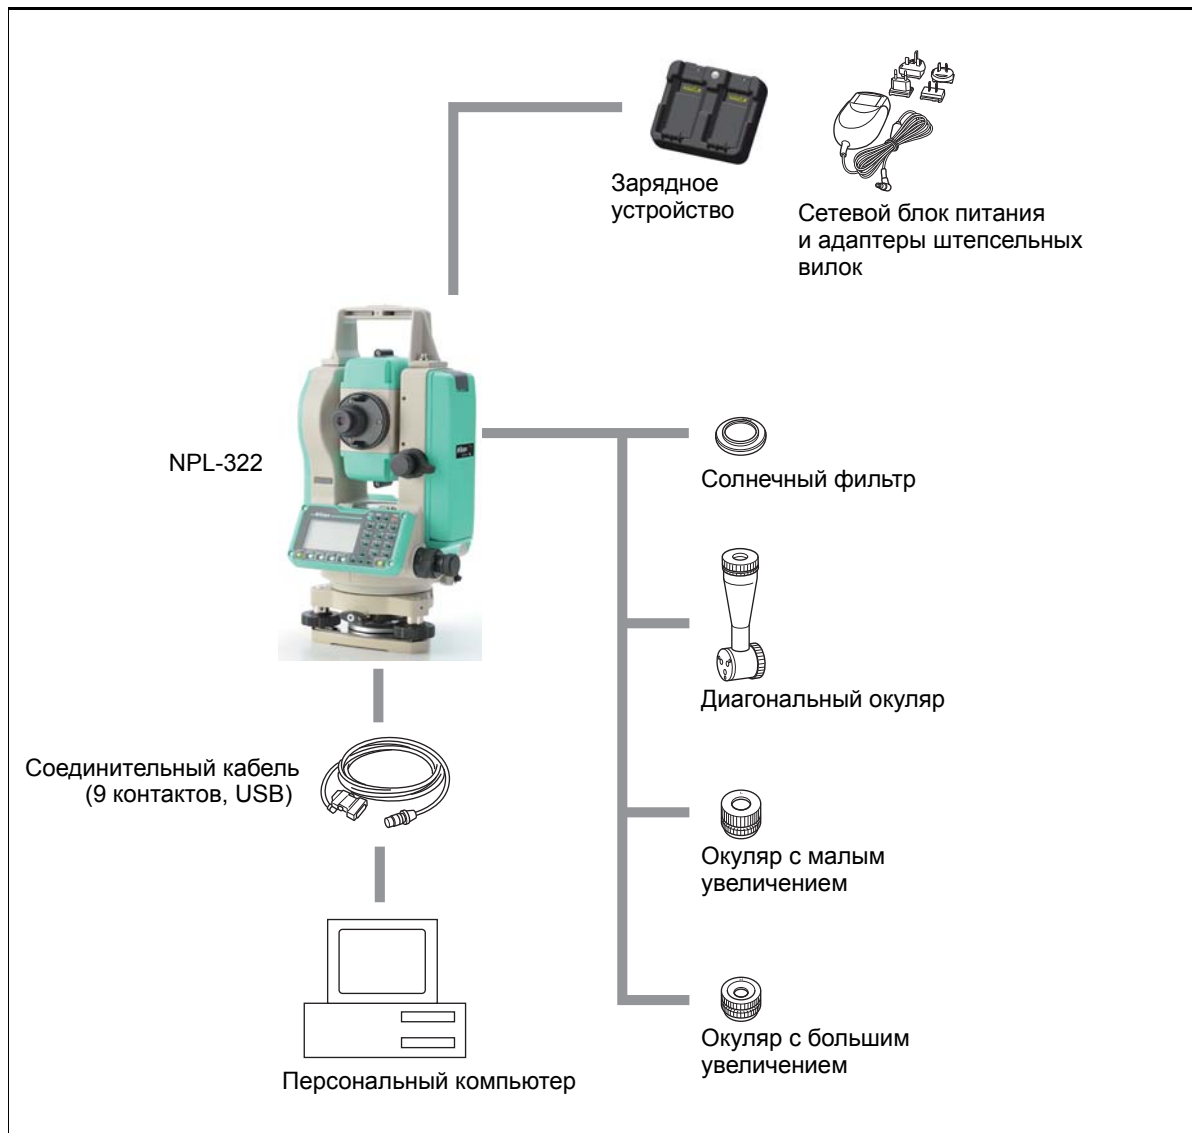 Зарядное
устройство
Сетевой блок питания
и адаптеры штепсельных
вилок
NPL-322
Солнечный фильтр
Диагональный окуляр
Соединительный кабель
(9 контактов, USB)
Окуляр с малым
увеличением
Окуляр с большим
увеличением
Персональный компьютер